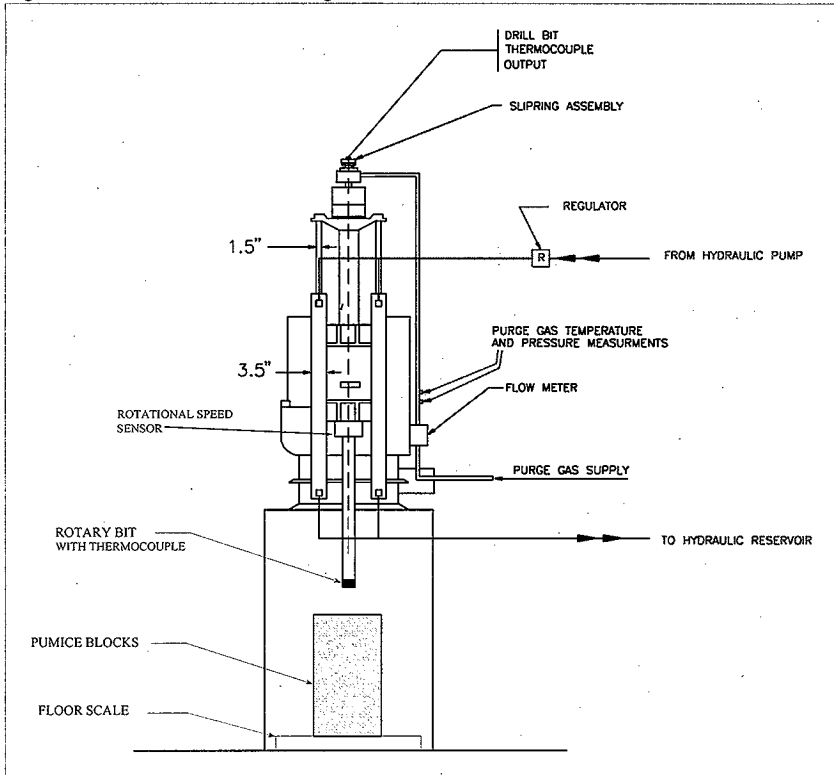 DRILL BIT
THERMOCOUPLE
OUTPUT
SLIPRING ASSEMBLY
REGULATOR
1.5"
R
FROM HYDRAULIC PUMP
PURGE GAS TEMPERATURE
AND PRESSURE MEASURMENTS
3.5"
FLOW METER
ROTATIONAL SPEED
SENSOR
PURGE GAS SUPPLY
ROTARY BIT
WITH THERMOCOUPLE
TO HYDRAULIC RESERVOIR
PUMICE BLOCKS
FLOOR SCALE